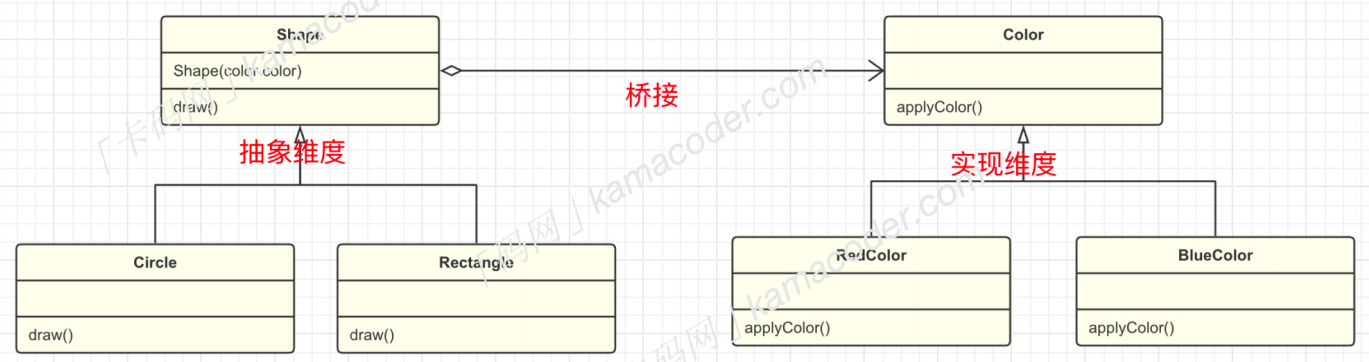 Shape
Shape(color color)
draw()
Color
applyColor()
桥接
抽象维度
实现维度
Circle
draw()
Rectangle
draw()
RedColor
applyColor()
BlueColor
applyColor()
「卡码网」kamacoder.com
「卡码网」kamacoder.com
「卡码网」kamacoder.com